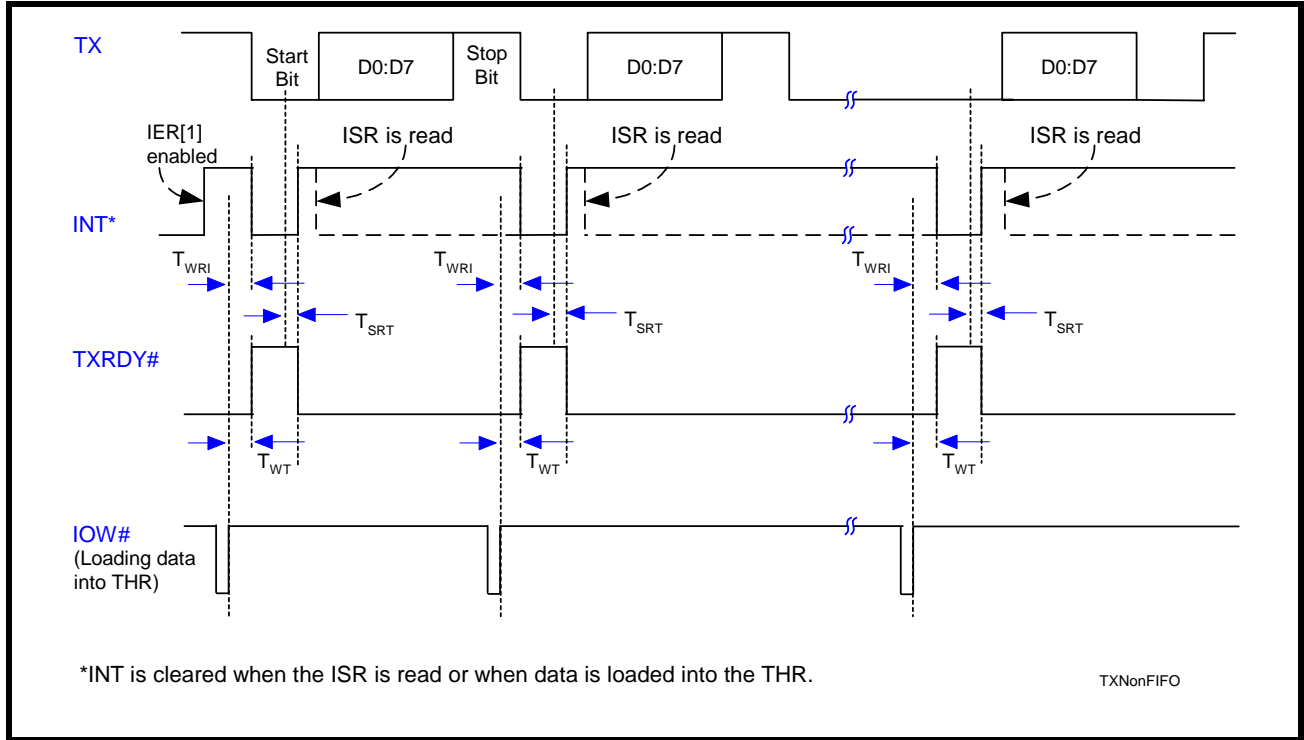 TX
Start
Bit
D0:D7
Stop
Bit
D0:D7
D0:D7
IER[1]
enabled
ISR is read
ISR is read
ISR is read
INT*
TWRI
TWRI
TWRI
TSRT
TSRT
TSRT
TXRDY#
TWT
TWT
TWT
IOW#
(Loading data
into THR)
*INT is cleared when the ISR is read or when data is loaded into the THR.
TXNonFIFO